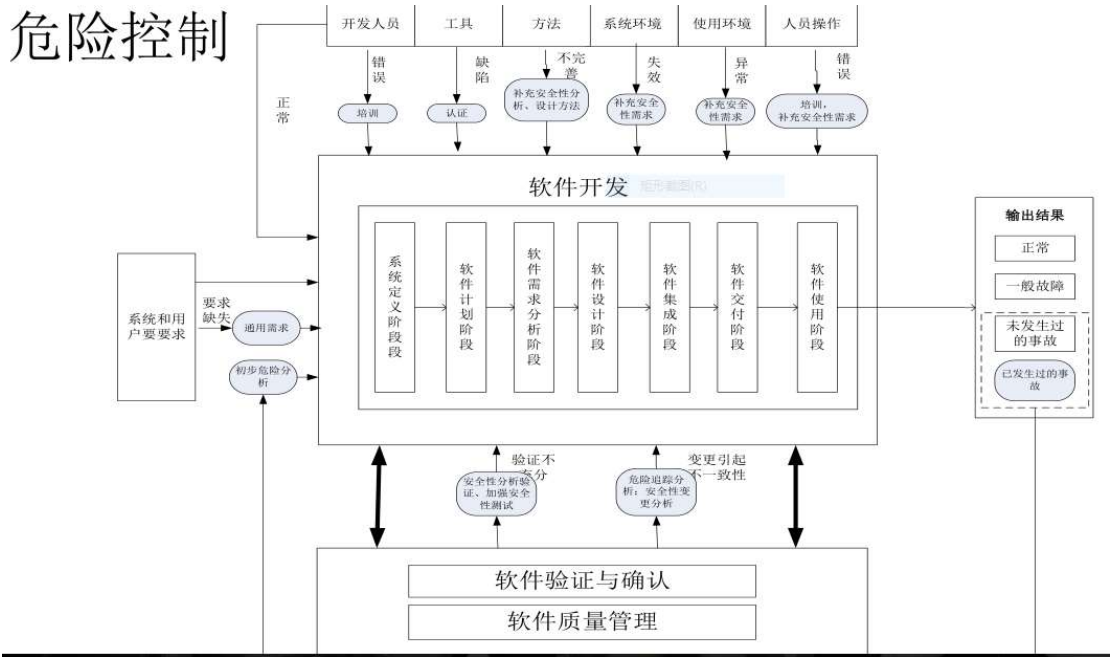 危险控制
开发人员
工具
方法
系统环境
使用环境
人员操作
正
常
错
误
缺
陷
不完
善
失
效
异
常
错
误
培训
认证
补充安全性分
析、设计方法
补充安全
性需求
补充安全
性需求
培训，
补充安全性需求
软件开发
矩形截图(R)
系统定义阶段段
软件计划阶段
软件需求分析阶段
软件设计阶段
软件集成阶段
软件交付阶段
软件使用阶段
系统和用
户要要求
要求
缺失
通用需求
初步危险分
析
输出结果
正常
一般故障
未发生过
的事故
已发生过的事
故
验证不
充分
安全性分析验
证、加强安全
性测试
变更引起
不一致性
危险追踪分
析；安全性变
更分析
软件验证与确认
软件质量管理